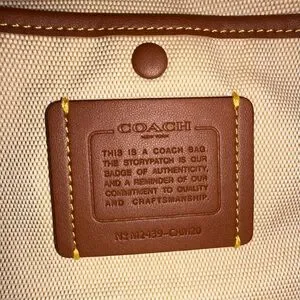 COACH
NEW YORK
THIS IS A COACH BAG.
THE STORYPATCH IS OUR
BADGE OF AUTHENTICITY,
AND A REMINDER OF OUR
COMMITMENT TO QUALITY
AND CRAFTSMANSHIP.